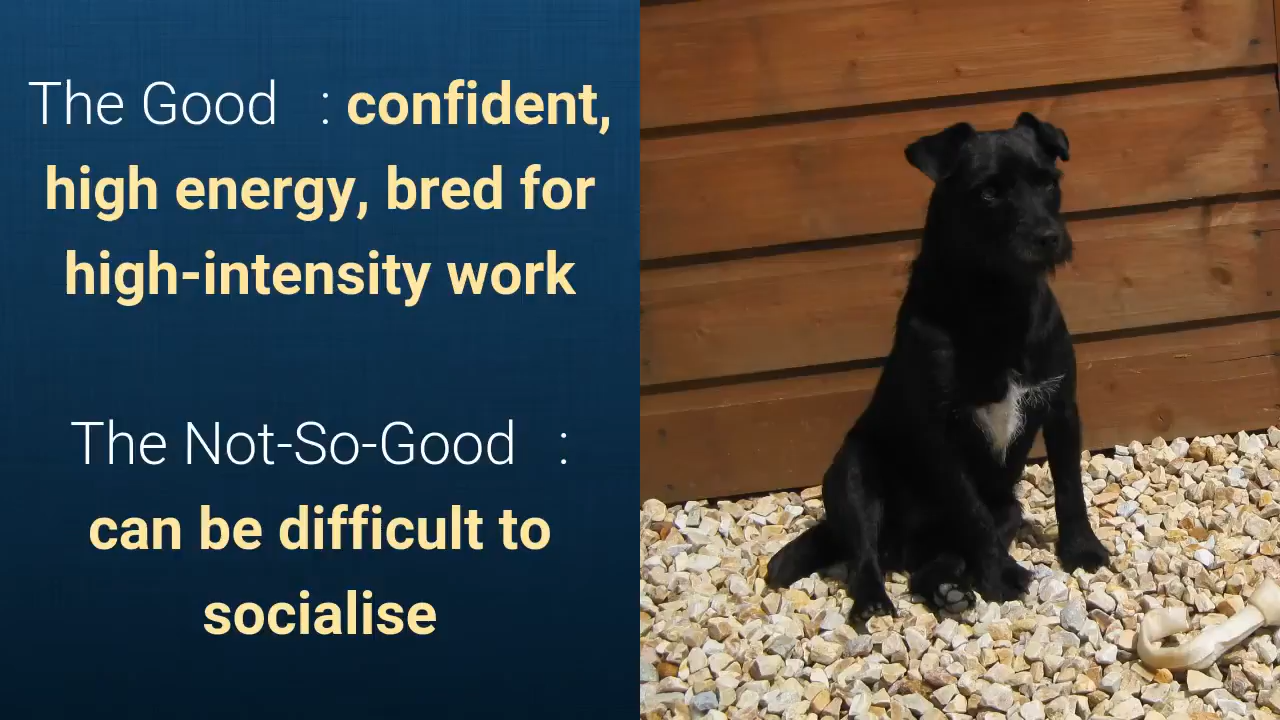 The Good : confident,
high energy, bred for
high-intensity work
The Not-So-Good :
can be difficult to
socialise